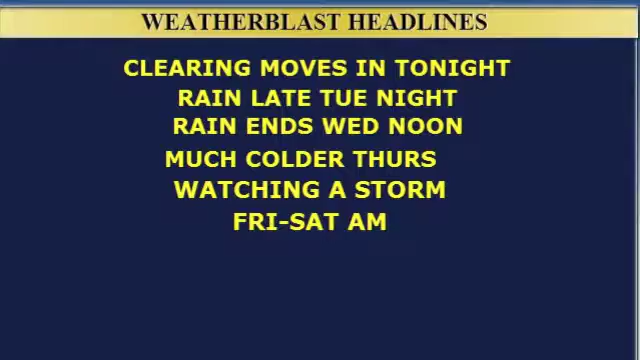 WEATHERBLAST HEADLINES
CLEARING MOVES IN TONIGHT
RAIN LATE TUE NIGHT
RAIN ENDS WED NOON
MUCH COLDER THURS
WATCHING A STORM
FRI-SAT AM